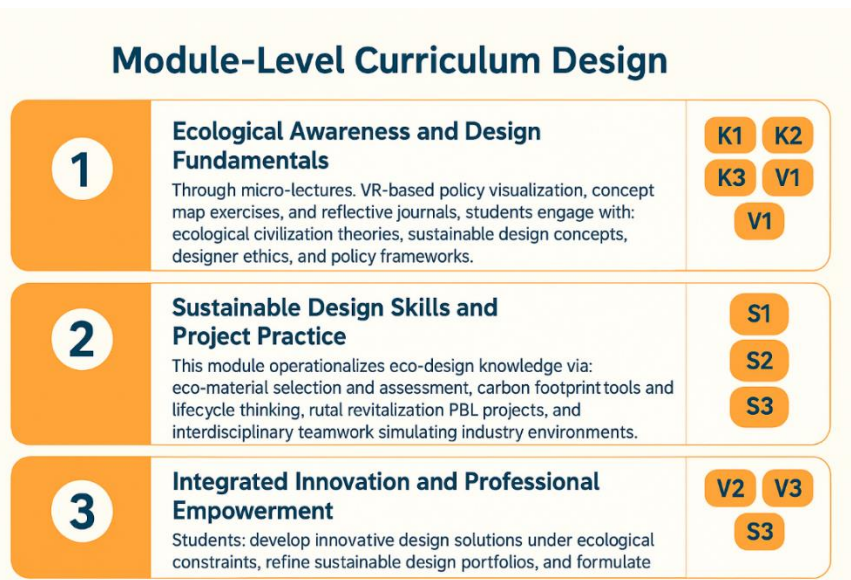 Module-Level Curriculum Design
1
Ecological Awareness and Design
Fundamentals
Through micro-lectures. VR-based policy visualization, concept
map exercises, and reflective journals, students engage with:
ecological civilization theories, sustainable design concepts,
designer ethics, and policy frameworks.
K1 K2
K3 V1
V1
2
Sustainable Design Skills and
Project Practice
This module operationalizes eco-design knowledge via:
eco-material selection and assessment, carbon footprint tools and
lifecycle thinking, rutal revitalization PBL projects, and
interdisciplinary teamwork simulating industry environments.
S1
S2
S3
3
Integrated Innovation and Professional
Empowerment
Students: develop innovative design solutions under ecological
constraints, refine sustainable design portfolios, and formulate
V2 V3
S3